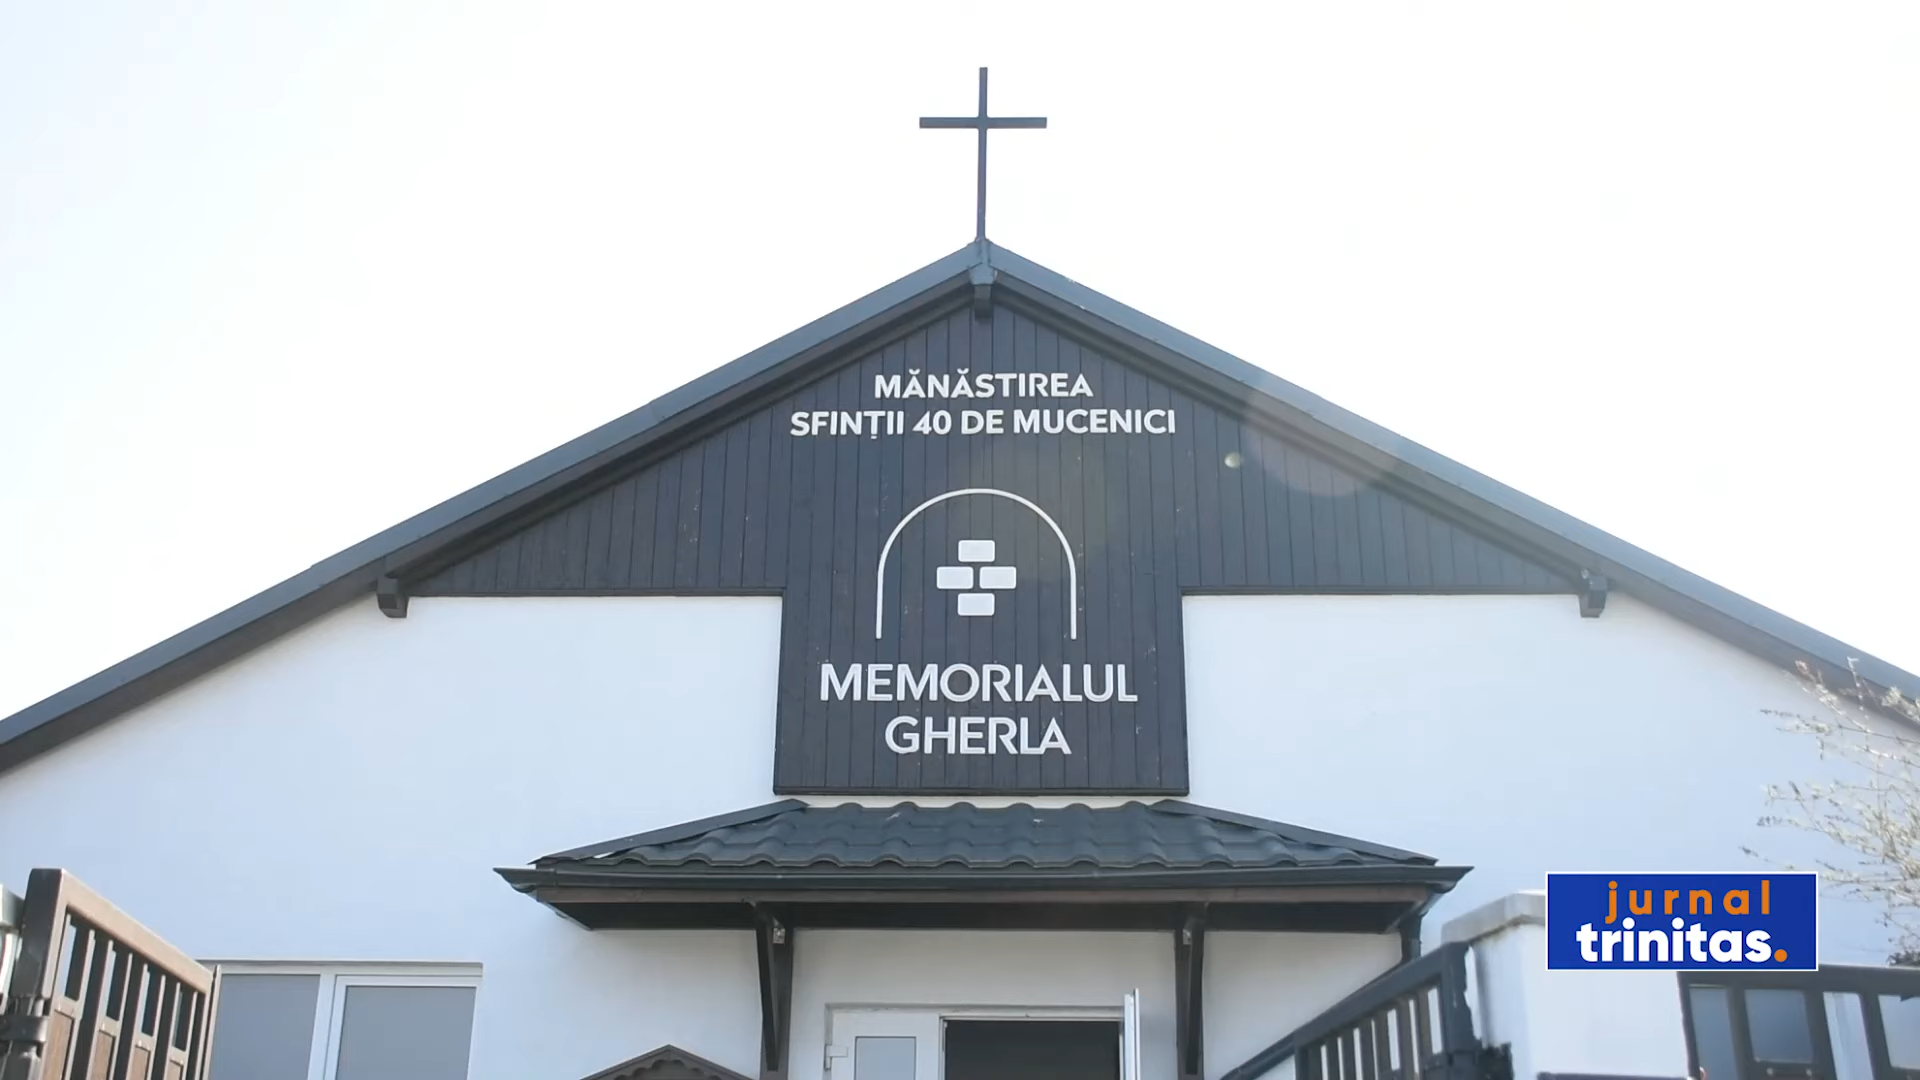 MĂNĂSTIREA
SFINȚII 40 DE MUCENICI
MEMORIALUL
GHERLA
jurnal
trinitas.